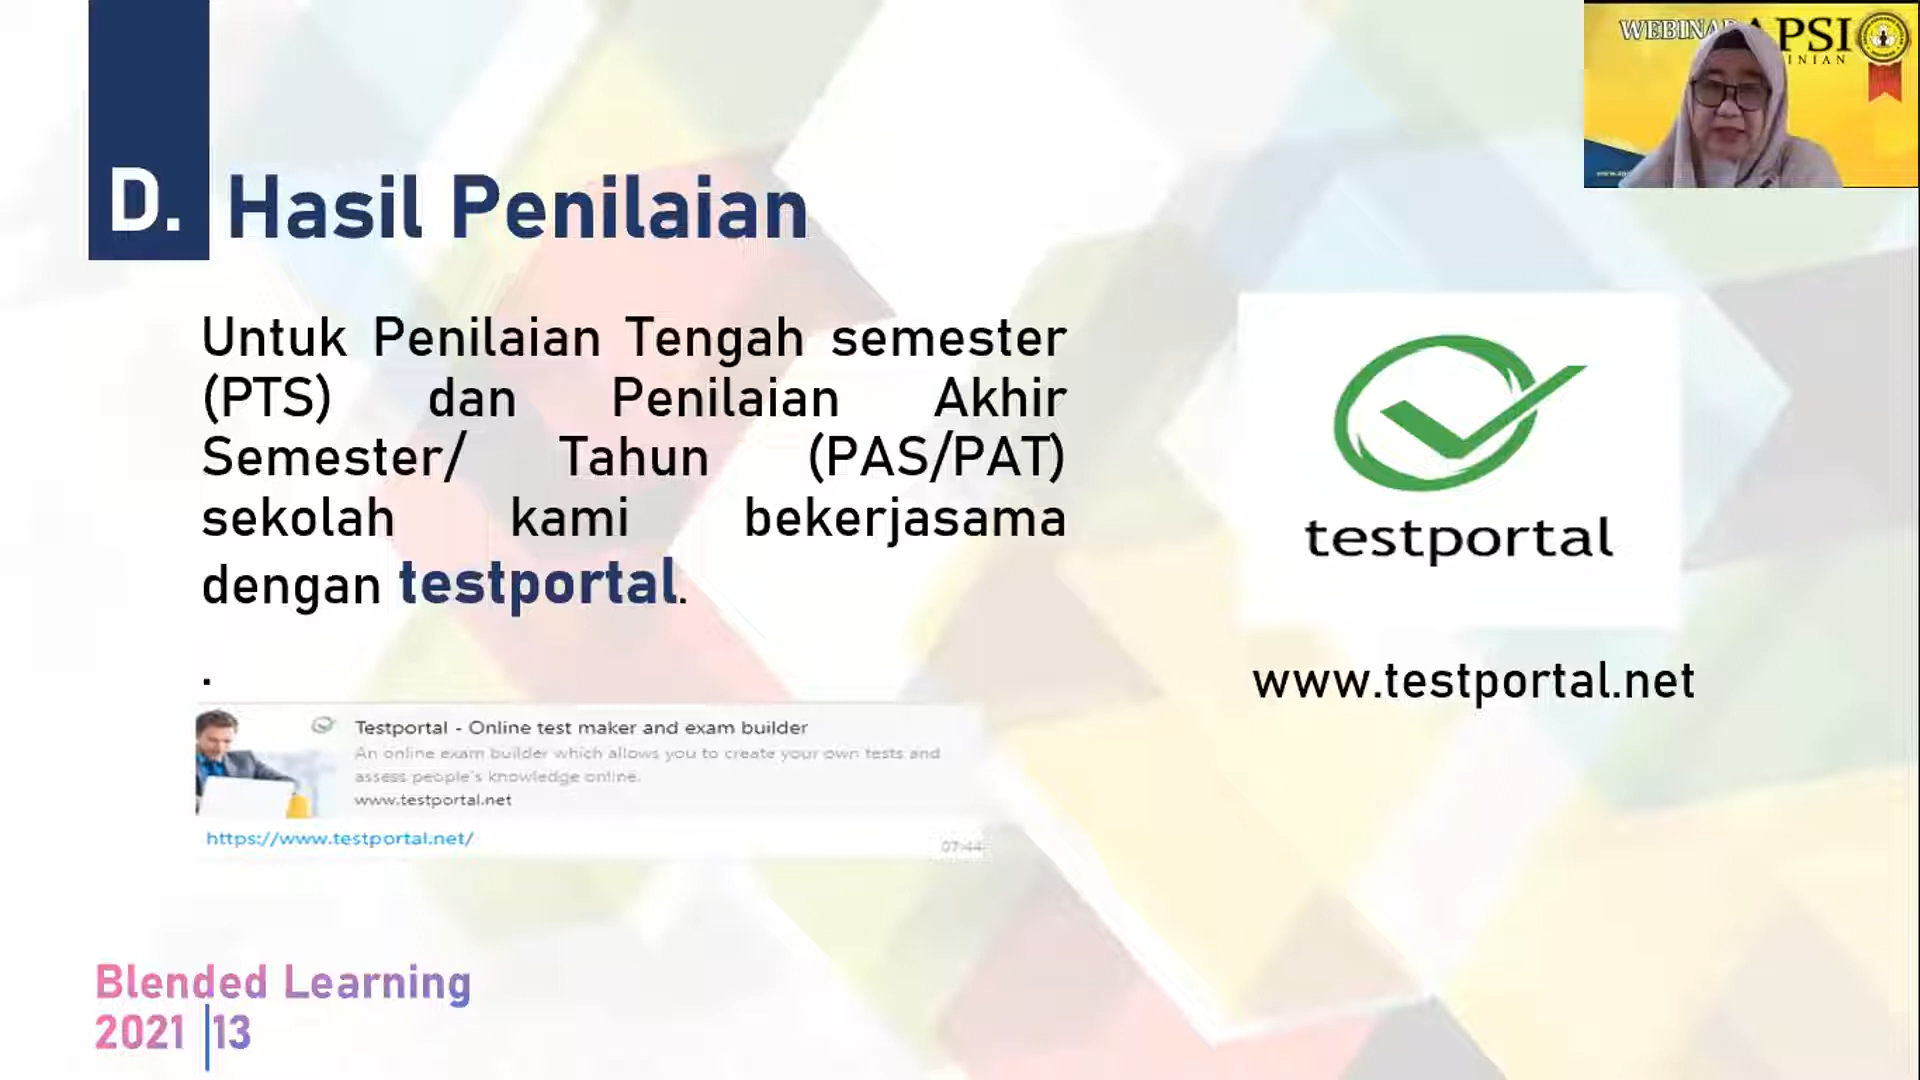 WEBINAR APSI
INIAN
D. Hasil Penilaian
Untuk Penilaian Tengah semester
(PTS) dan Penilaian Akhir
Semester/ Tahun (PAS/PAT)
sekolah kami bekerjasama
dengan testportal.
.
testportal
www.testportal.net
Testportal - Online test maker and exam builder
An online exam builder which allows you to create your own tests and
assess people's knowledge online.
www.testportal.net
https://www.testportal.net/
07:44
Blended Learning
2021 |13